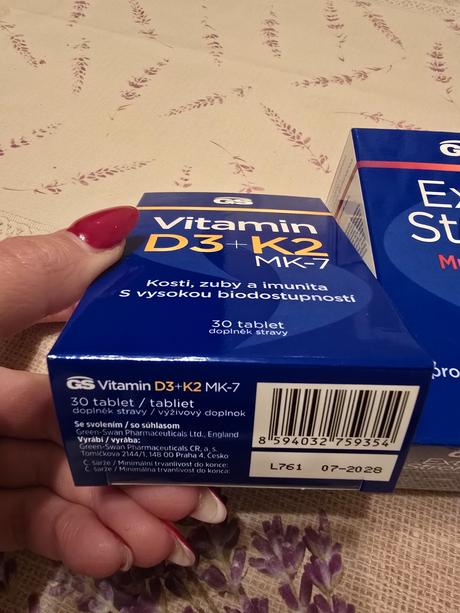 GS
Vitamin
D3+K2
MK-7
Kosti, zuby a imunita
S vysokou biodostupností
30 tablet
doplněk stravy
GS Vitamin D3+K2 MK-7
30 tablet / tabliet
doplněk stravy / výživový doplnok
Se svolením / so súhlasom
Green-Swan Pharmaceuticals Ltd., England
Vyrábí / vyrába:
Green-Swan Pharmaceuticals CR, a. s.
Tomíčkova 2144/1, 148 00 Praha 4, Česko
Č. šarže / Minimální trvanlivost do konce:
Č. šarže / Minimálna trvanlivosť do konca:
8 594032 759354
L761 07-2028
GS